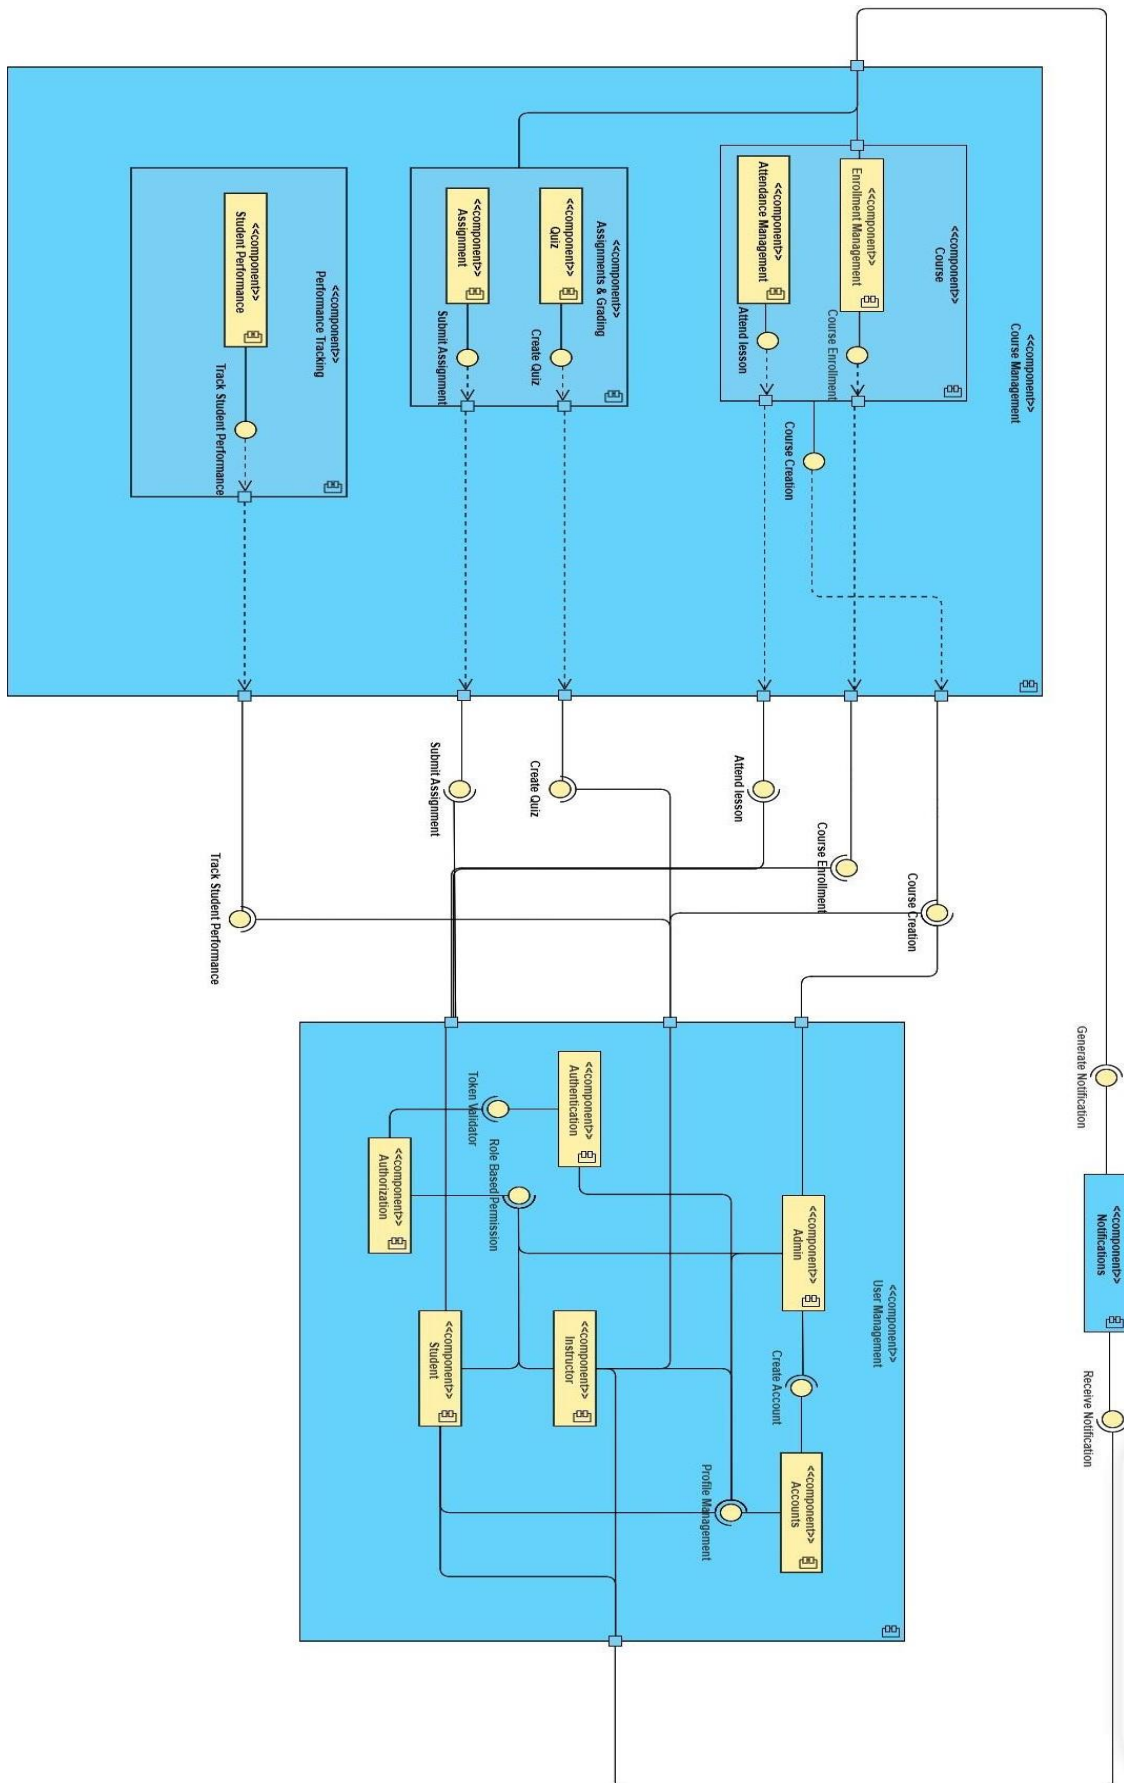 <<component>>
Course Management
<<component>>
Course
<<component>>
Enrollment Management
Course Enrollment
<<component>>
Attendance Management
Attend lesson
Course Creation
<<component>>
Assignments & Grading
<<component>>
Quiz
Create Quiz
<<component>>
Assignment
Submit Assignment
<<component>>
Performance Tracking
<<component>>
Student Performance
Track Student Performance
Course Creation
Course Enrollment
Attend lesson
Create Quiz
Submit Assignment
Track Student Performance
Generate Notification
<<component>>
Notifications
Receive Notification
<<component>>
User Management
<<component>>
Admin
Create Account
<<component>>
Accounts
Profile Management
<<component>>
Authentication
Token Validator
<<component>>
Authorization
Role Based Permission
<<component>>
Instructor
<<component>>
Student